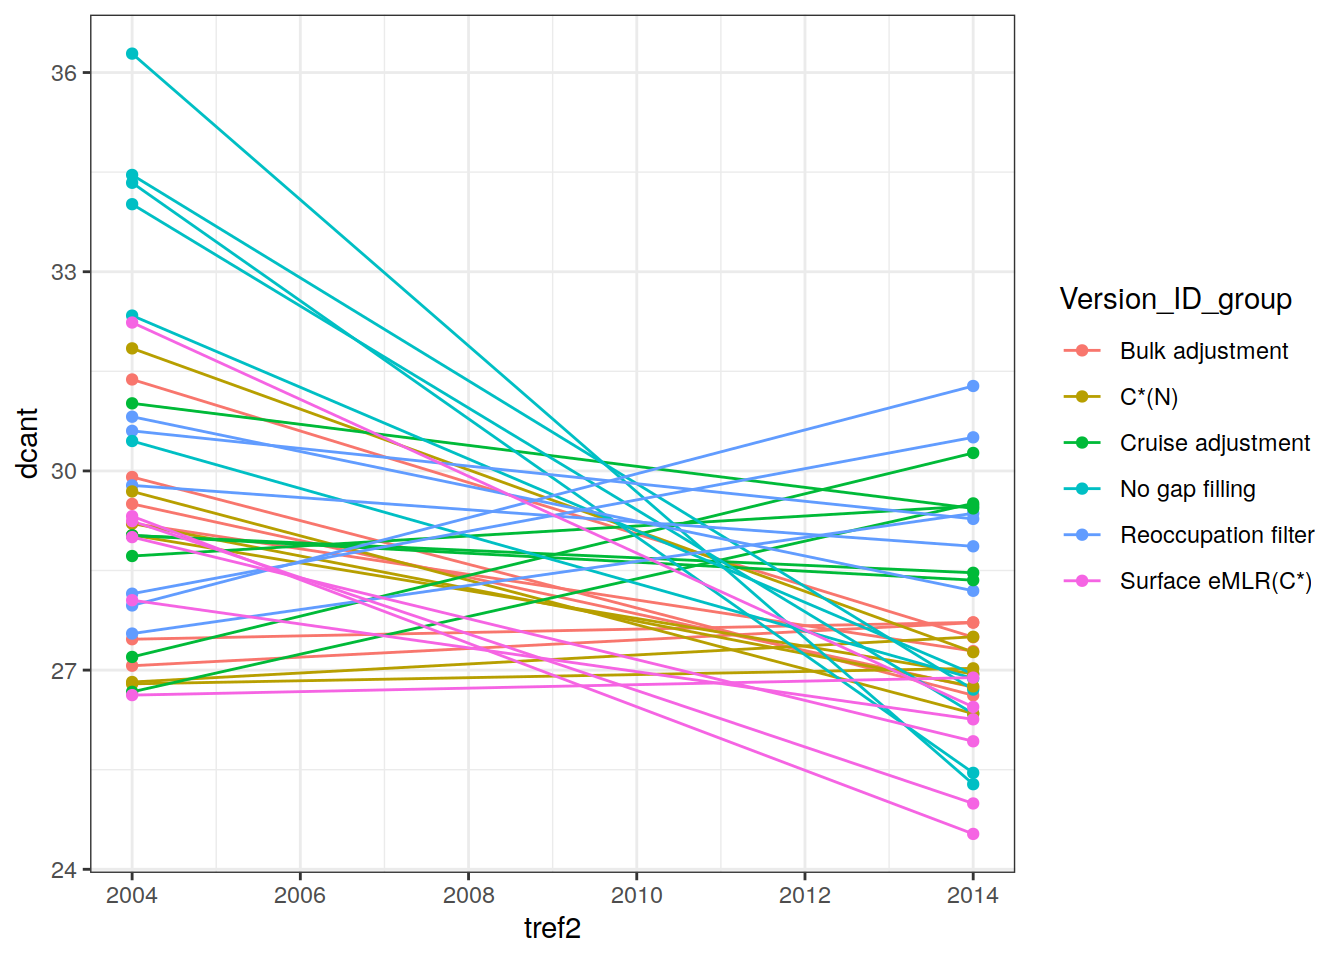 36
33
30
27
24
dcant
2004 2006 2008 2010 2012 2014
tref2
Version_ID_group
Bulk adjustment
C*(N)
Cruise adjustment
No gap filling
Reoccupation filter
Surface eMLR(C*)